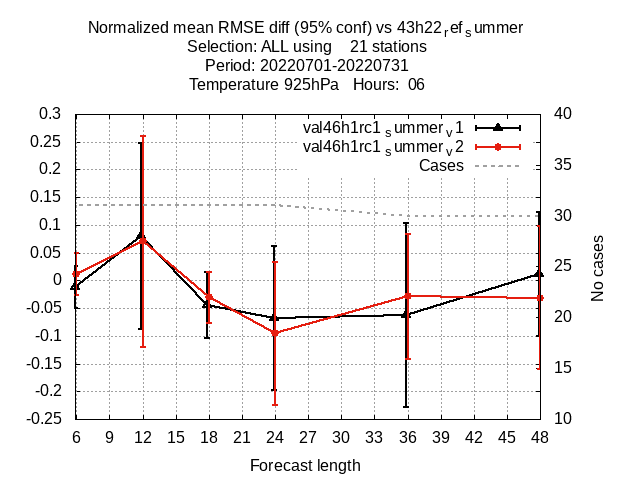 Normalized mean RMSE diff (95% conf) vs 43h22refsummer
Selection: ALL using 21 stations
Period: 20220701-20220731
Temperature 925hPa Hours: 06
val46h1rc1summerv1
val46h1rc1summerv2
Cases
0.3
0.25
0.2
0.15
0.1
0.05
0
-0.05
-0.1
-0.15
-0.2
-0.25
40
35
30
25
20
15
10
No cases
6 9 12 15 18 21 24 27 30 33 36 39 42 45 48
Forecast length